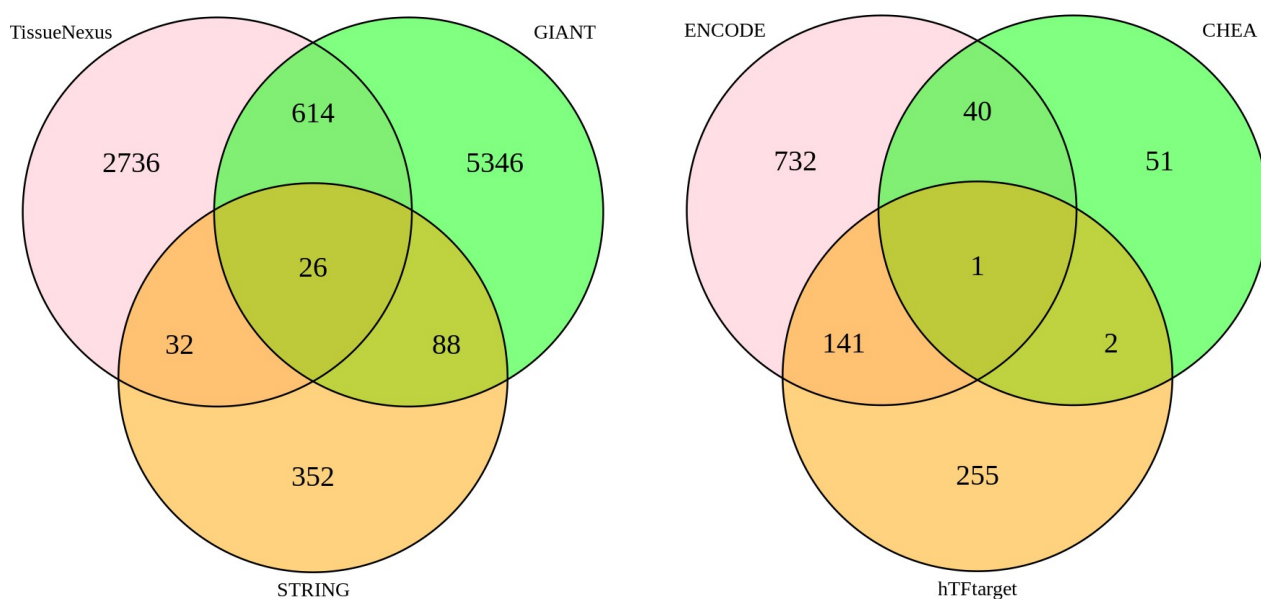 TissueNexus
GIANT
614
2736
5346
26
32
88
352
STRING
ENCODE
CHEA
40
732
51
1
141
2
255
hTFtarget